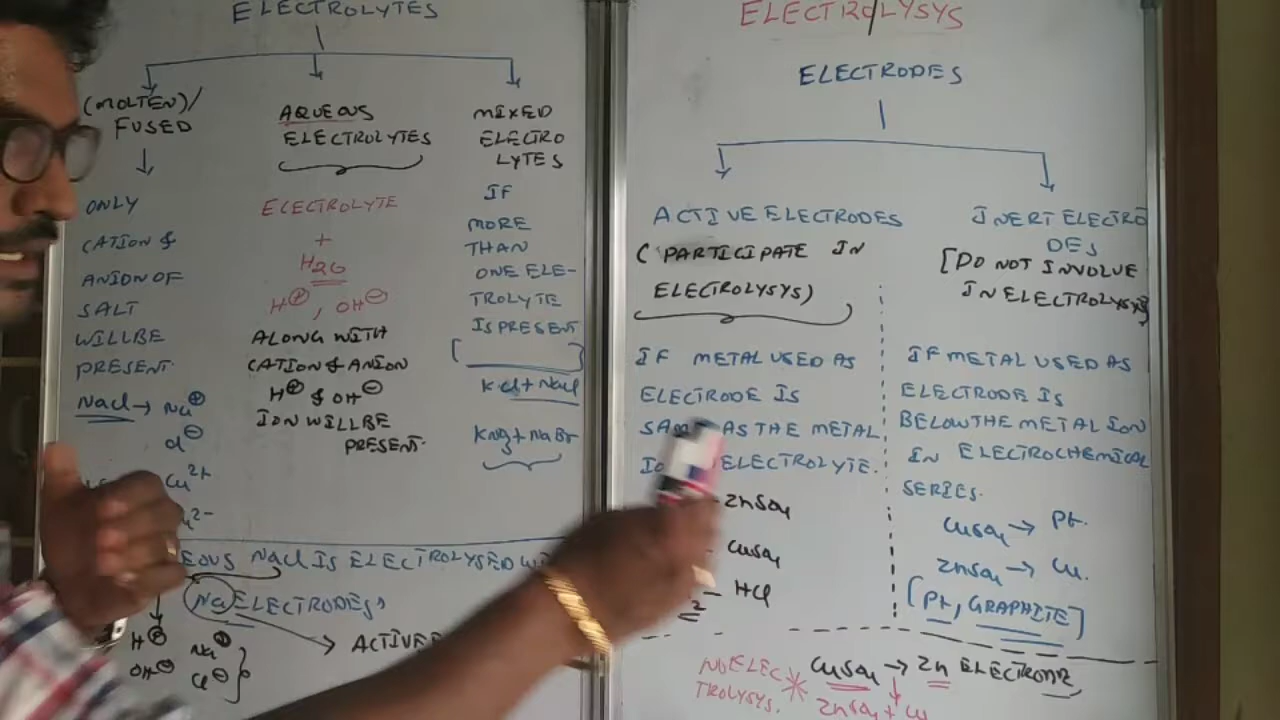 ELECTROLYTES
(MOLTEN)/
FUSED
ONLY
CATION &
ANION OF
SALT
WILL BE
PRESENT.
NaCl → Na⊕
Cl⊖
Cu2+
2-
AQUEOUS
ELECTROLYTES
ELECTROLYTE
+
H2O
H⊕, OH⊖
ALONG WITH
CATION & ANION
H⊕ & OH⊖
ION WILL BE
PRESENT.
MIXED
ELECTRO
LYTES
IF
MORE
THAN
ONE ELE-
TROLYTE
IS PRESENT
KCl + NaCl
KNO3 + NaBr
EOUS NaCl IS ELECTROLYSED
Na ELECTRODES,
H⊕ Na⊕
OH⊖ Cl⊖
→ ACTIVE
ELECTROLYSYS
ELECTRODES
ACTIVE ELECTRODES
( PARTICIPATE IN
ELECTROLYSYS)
IF METAL USED AS
ELECTRODE IS
AS THE METAL
ELECTROLYTE.
- ZnSO4
- CuSO4
2 - HCl
INERT ELECTRO
DES
[DO NOT INVOLVE
IN ELECTROLYSYS]
IF METAL USED AS
ELECTRODE IS
BELOW THE METAL ION
IN ELECTROCHEMICAL
SERIES.
CuSO4 → Pt.
ZnSO4 → Cu.
[Pt, GRAPHITE]
NO ELEC
TROLYSYS.
CuSO4 → Zn ELECTRODE,
ZnSO4 + Cu